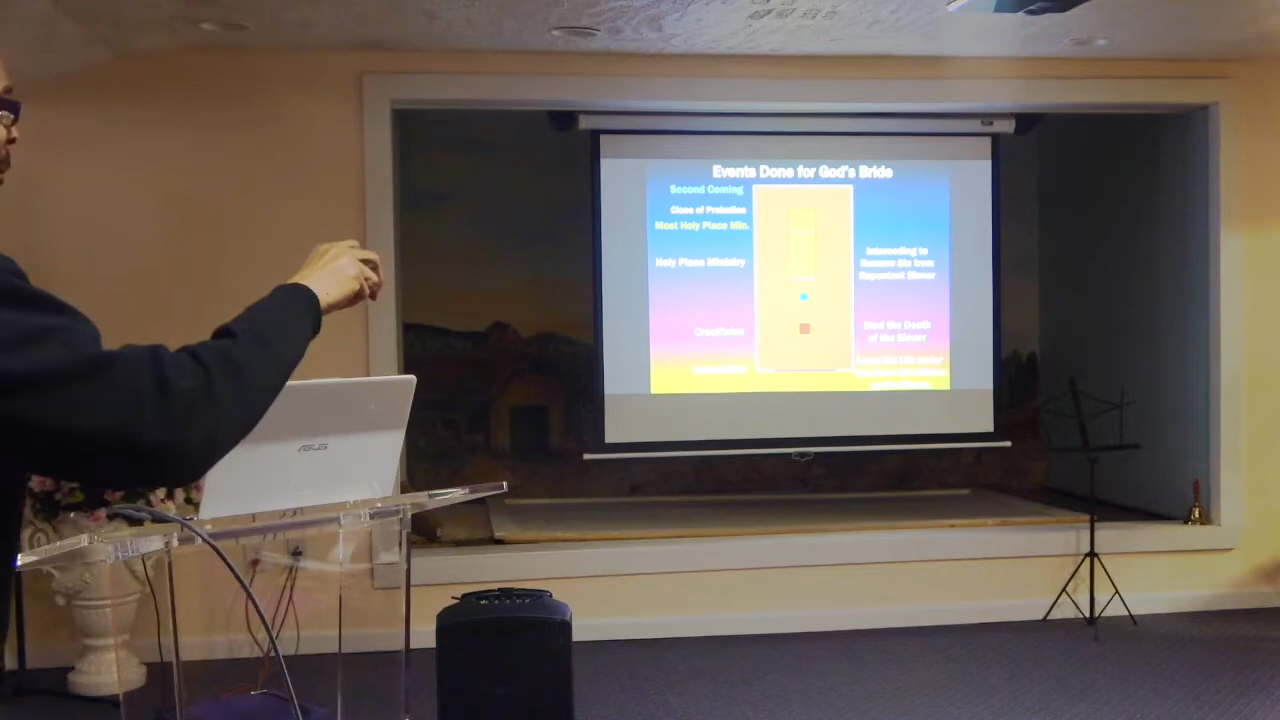 Events Done for God's Bride
Second Coming
Close of Probation
Most Holy Place Min.
Holy Place Ministry
Interceeding to
Remove Sin from
Repentant Sinner
Crucifixion
Died the Death
of the Sinner
ASUS